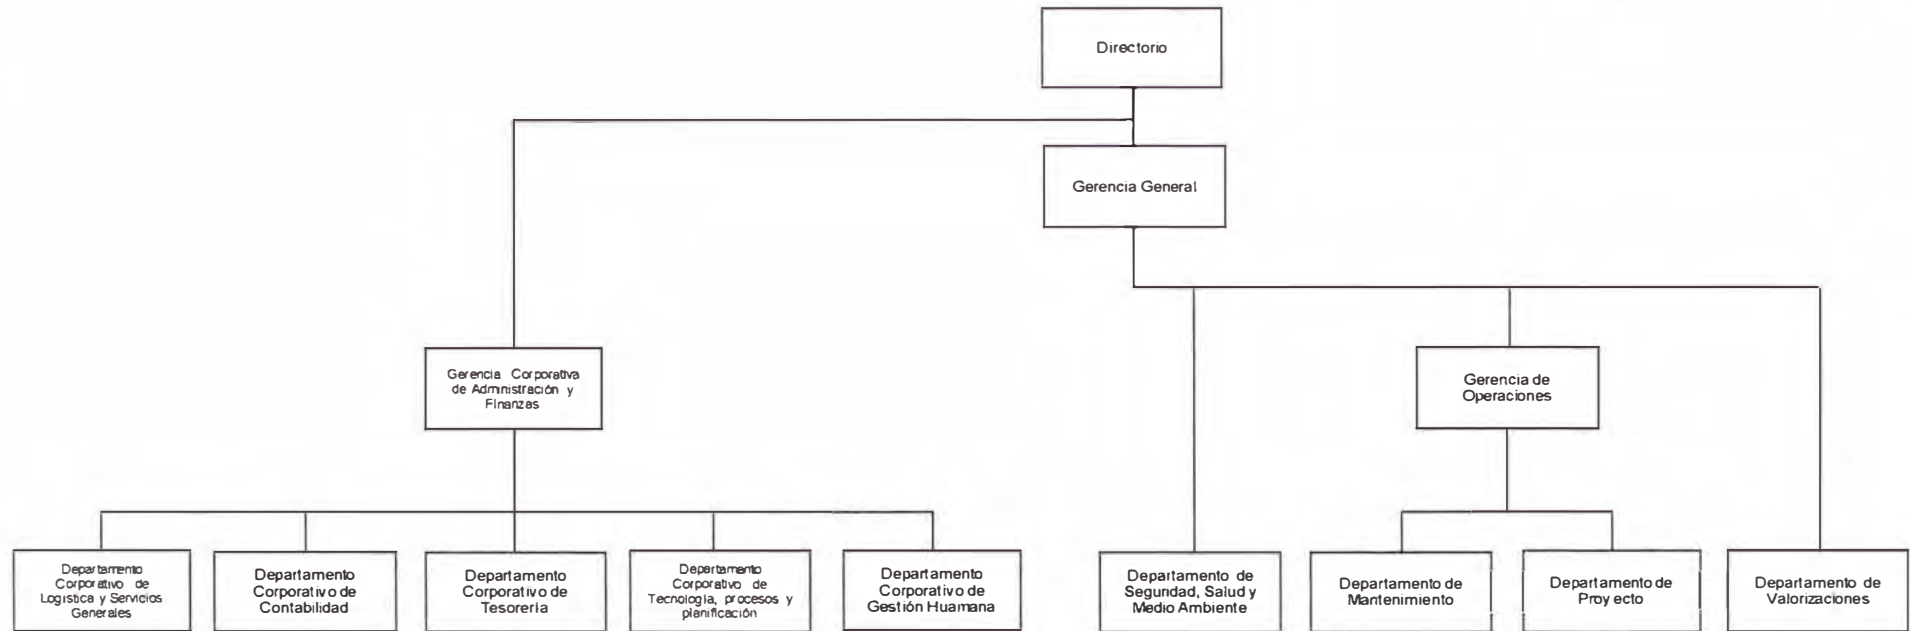 Directorio
Gerencia General
Gerencia Corporativa
de Administración y
Finanzas
Gerencia de
Operaciones
Departamento
Corporativo de
Logística y Servicios
Generales
Departamento
Corporativo de
Contabilidad
Departamento
Corporativo de
Tesorería
Departamento
Corporativo de
Tecnología, procesos y
planificación
Departamento
Corporativo de
Gestión Huamana
Departamento de
Seguridad, Salud y
Medio Ambiente
Departamento de
Mantenimiento
Departamento de
Proyecto
Departamento de
Valorizaciones